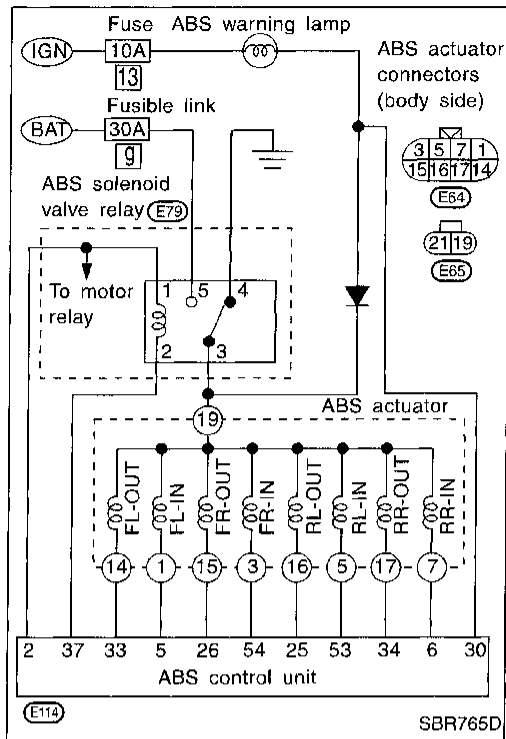 Fuse ABS warning lamp
IGN 10A
13
ABS actuator
connectors
(body side)
Fusible link
BAT 30A
9
3 5 7 1
15 16 17 14
E64
ABS solenoid
valve relay E79
21 19
E65
To motor
relay
1 5 4
2 3
ABS actuator
19
FL-OUT
FL-IN
FR-OUT
FR-IN
RL-OUT
RL-IN
RR-OUT
RR-IN
14 1 15 3 16 5 17 7
2 37 33 5 26 54 25 53 34 6 30
ABS control unit
E114
SBR765D